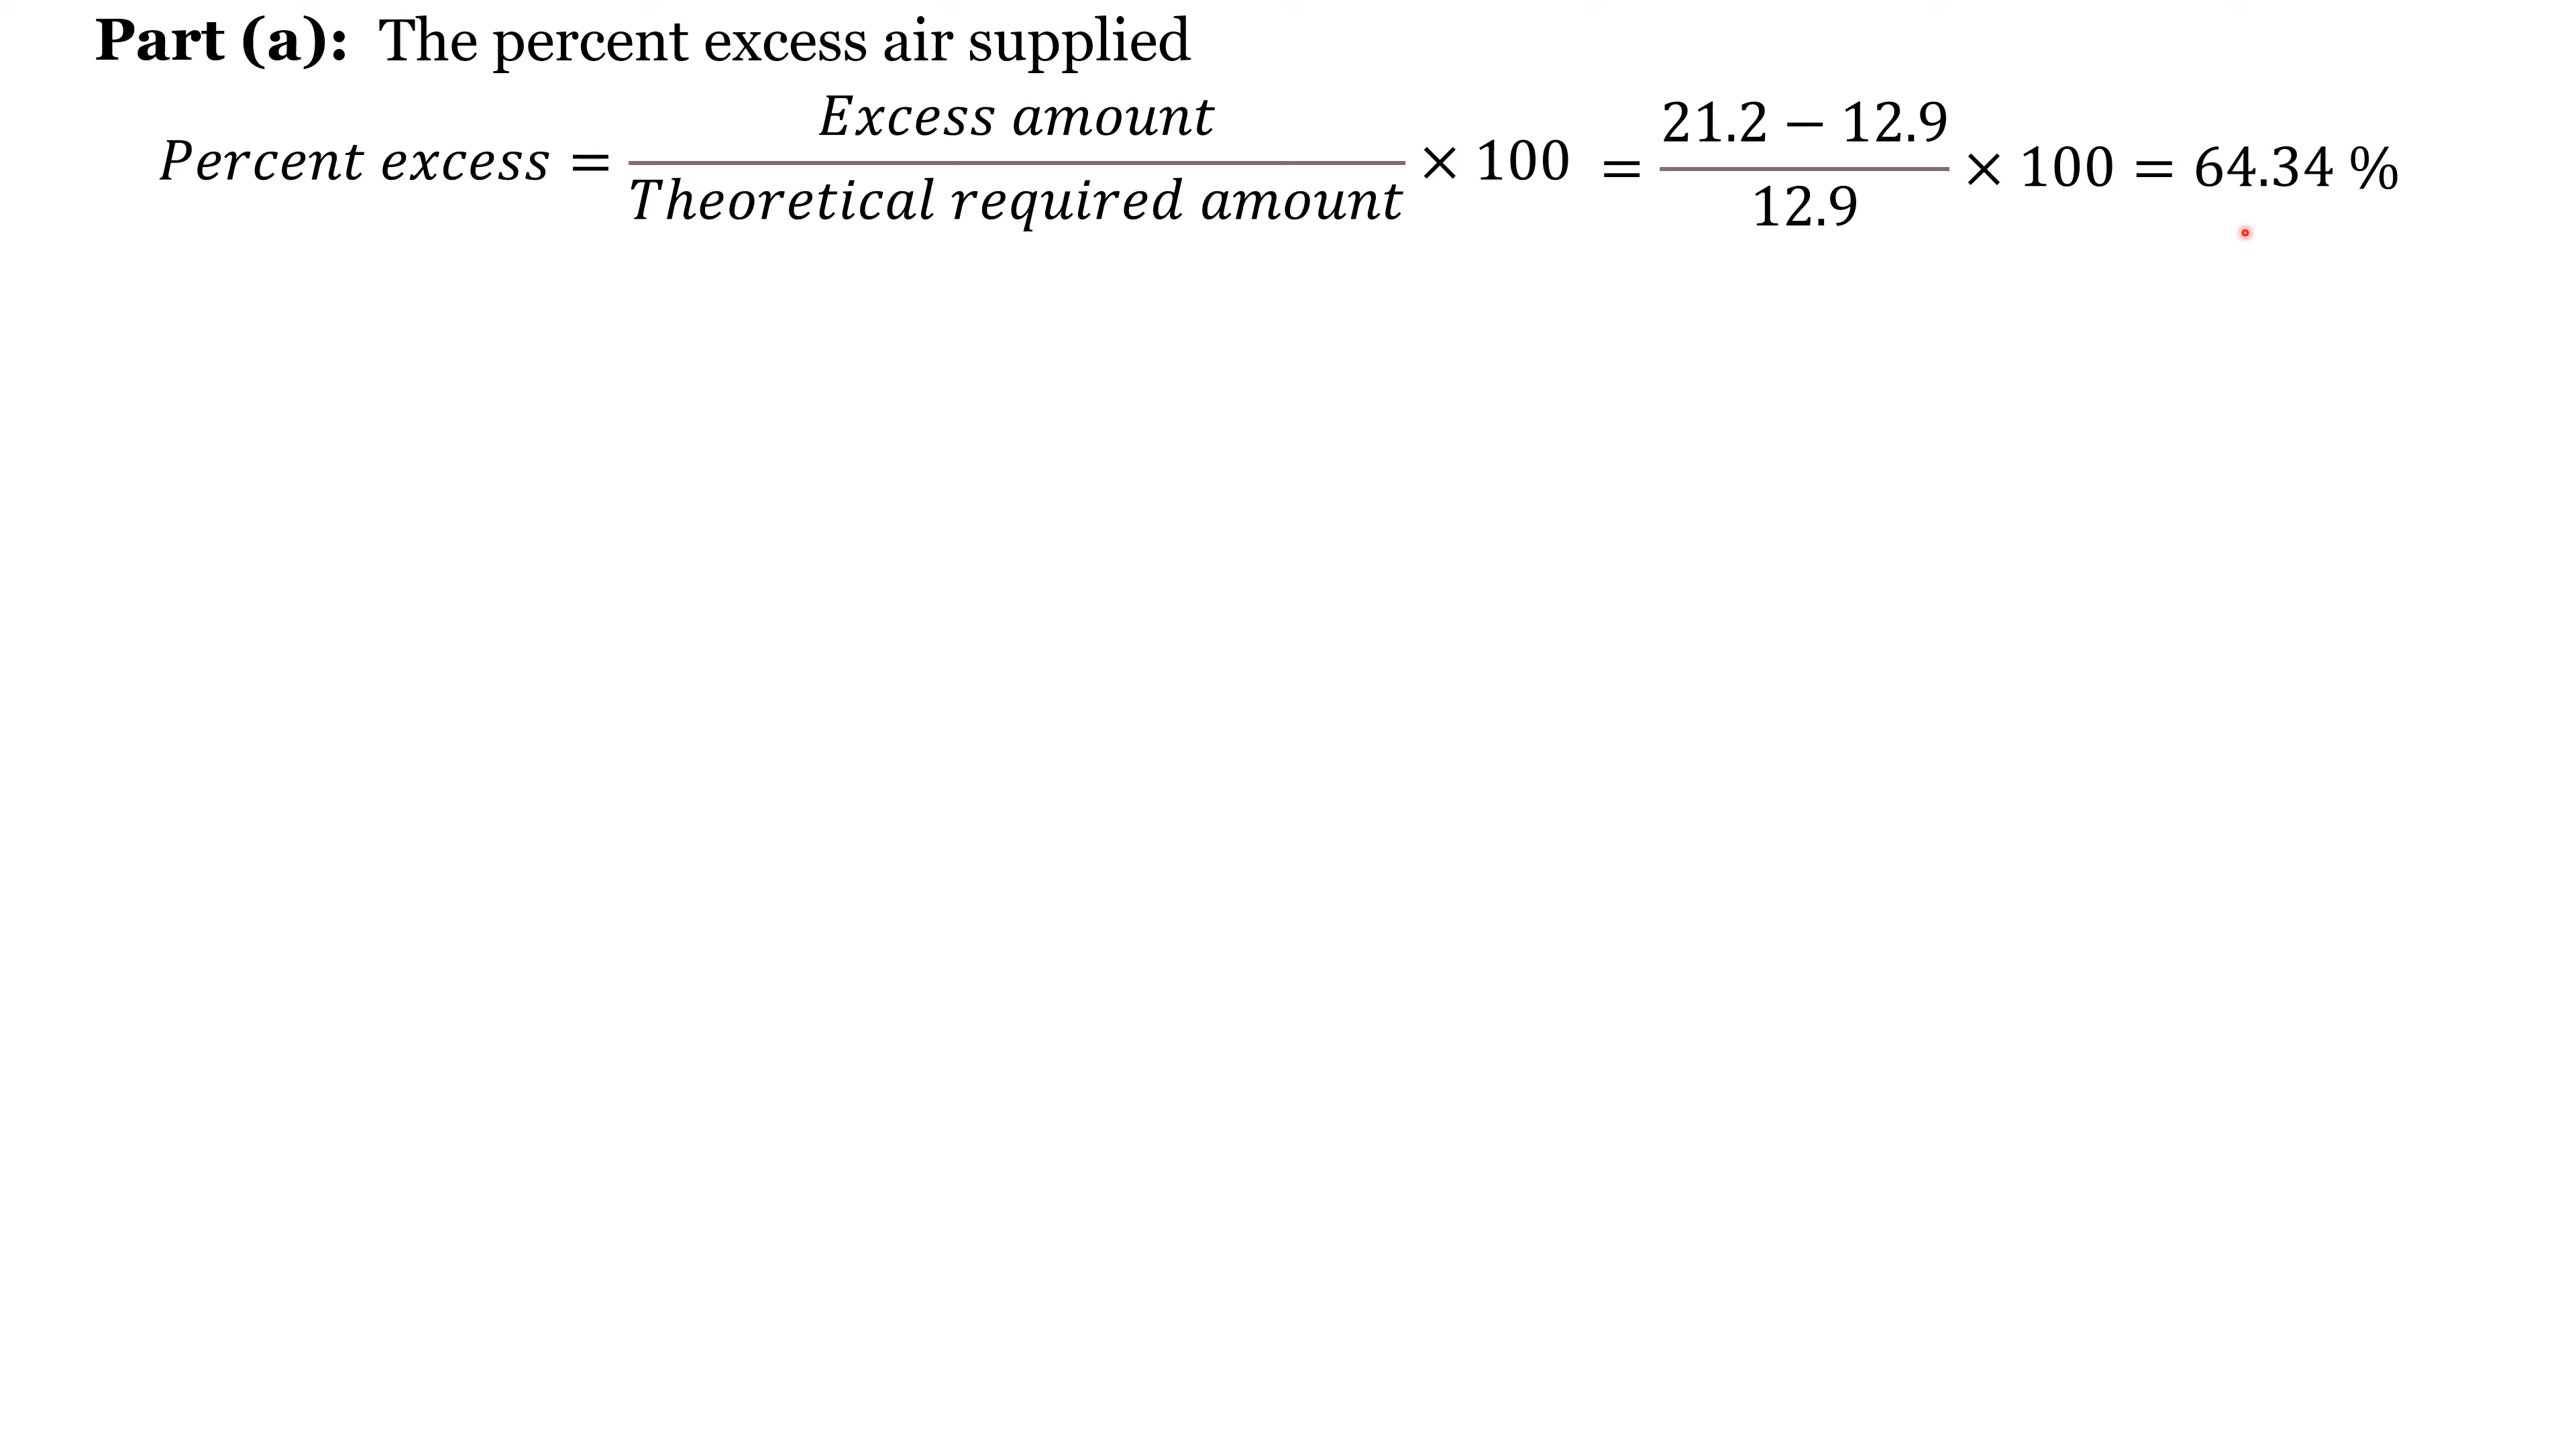 Part (a): The percent excess air supplied
Percent excess = Excess amount / Theoretical required amount × 100 = 21.2 − 12.9 / 12.9 × 100 = 64.34 %